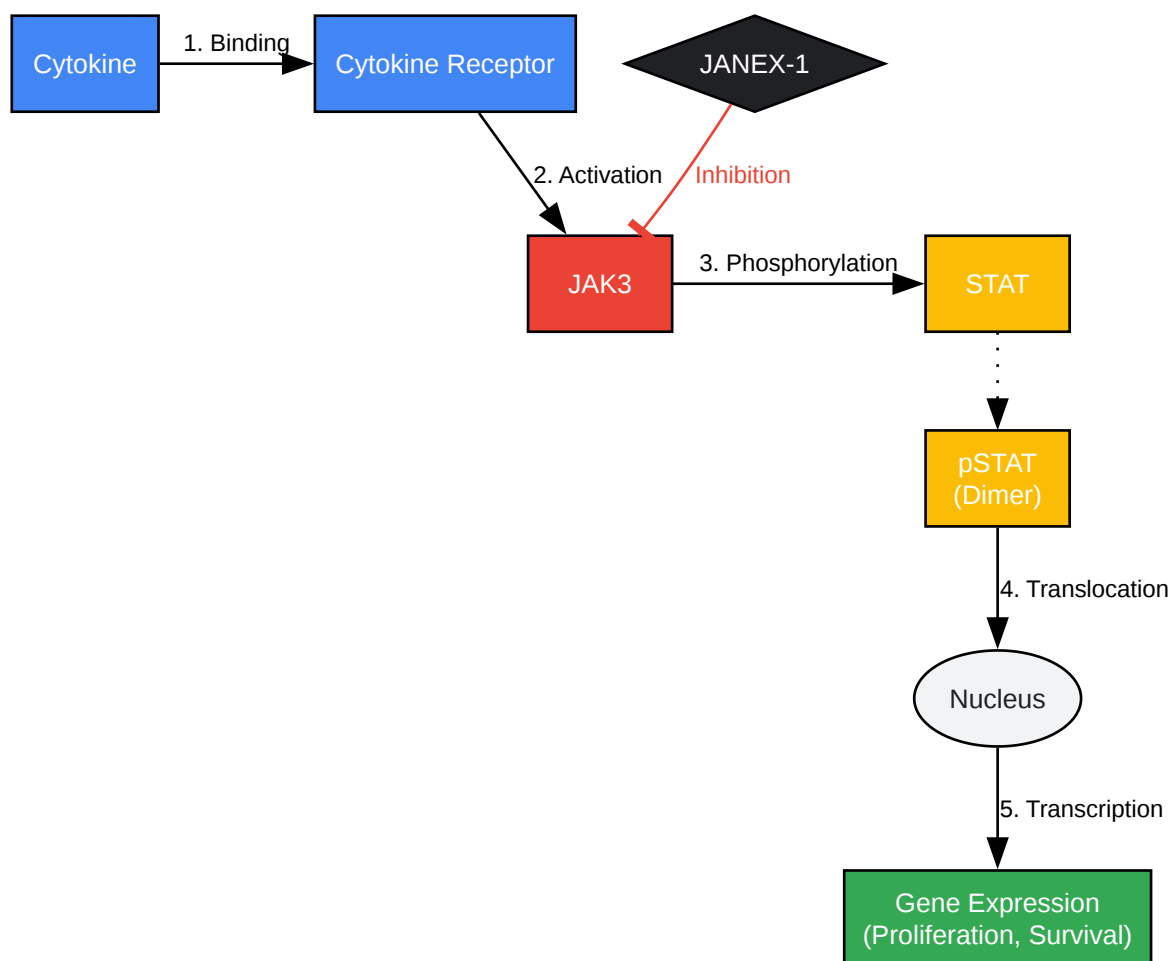 Cytokine
1. Binding
Cytokine Receptor
JANEX-1
2. Activation
Inhibition
JAK3
3. Phosphorylation
STAT
pSTAT
(Dimer)
4. Translocation
Nucleus
5. Transcription
Gene Expression
(Proliferation, Survival)